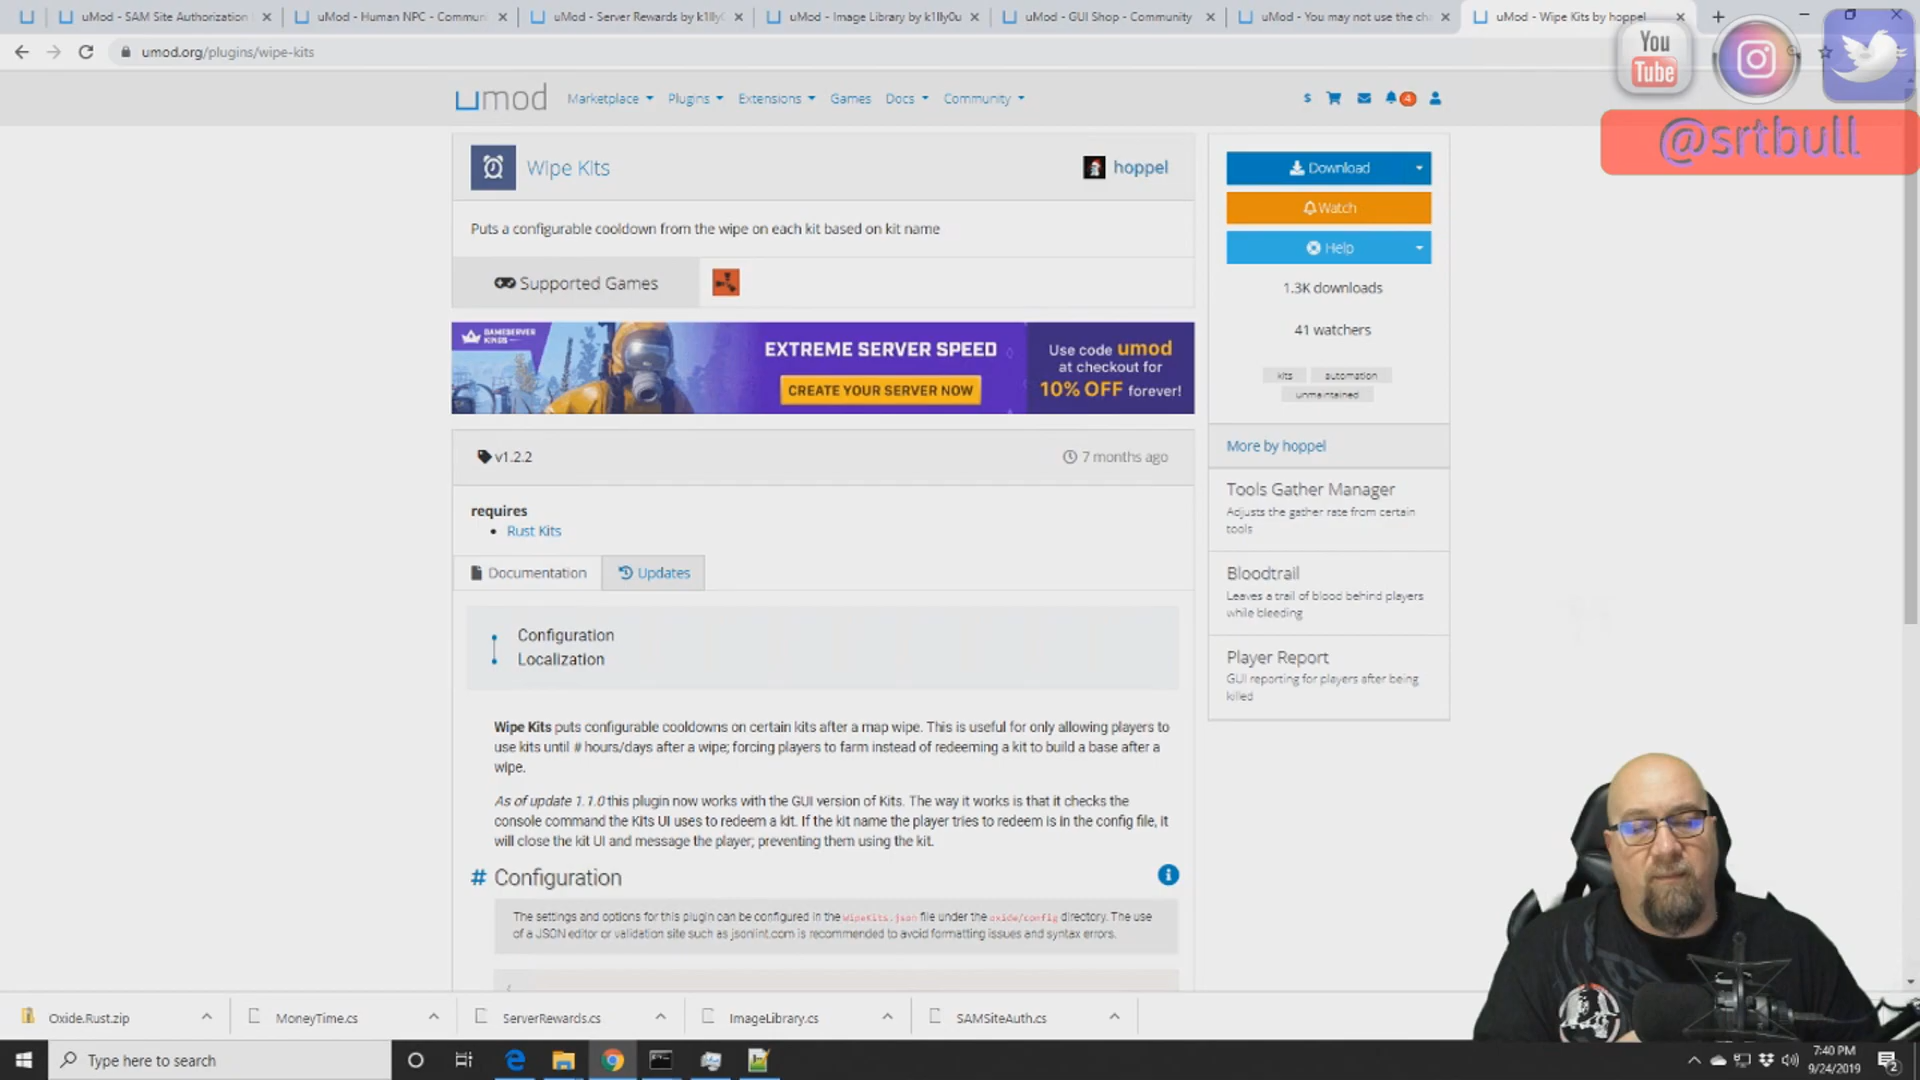 uMod - SAM Site Authorization
uMod - Human NPC - Commun
uMod - Server Rewards by k1lly0
uMod - Image Library by k1lly0u
uMod - GUI Shop - Community
uMod - You may not use the cha
uMod - Wipe Kits by hoppel
umod.org/plugins/wipe-kits
You Tube
@srtbull
umod Marketplace Plugins Extensions Games Docs Community
$ 4
Wipe Kits
hoppel
Puts a configurable cooldown from the wipe on each kit based on kit name
Supported Games
GAMESERVER KINGS
EXTREME SERVER SPEED
CREATE YOUR SERVER NOW
Use code umod
at checkout for
10% OFF forever!
v1.2.2
7 months ago
requires
• Rust Kits
Documentation
Updates
Configuration
Localization
Wipe Kits puts configurable cooldowns on certain kits after a map wipe. This is useful for only allowing players to
use kits until # hours/days after a wipe; forcing players to farm instead of redeeming a kit to build a base after a
wipe.
As of update 1.1.0 this plugin now works with the GUI version of Kits. The way it works is that it checks the
console command the Kits UI uses to redeem a kit. If the kit name the player tries to redeem is in the config file, it
will close the kit UI and message the player; preventing them using the kit.
# Configuration
The settings and options for this plugin can be configured in the WipeKits.json file under the oxide/config directory. The use
of a JSON editor or validation site such as jsonlint.com is recommended to avoid formatting issues and syntax errors.
{
Download
Watch
Help
1.3K downloads
41 watchers
kits automation
unmaintained
More by hoppel
Tools Gather Manager
Adjusts the gather rate from certain
tools
Bloodtrail
Leaves a trail of blood behind players
while bleeding
Player Report
GUI reporting for players after being
killed
Oxide.Rust.zip
MoneyTime.cs
ServerRewards.cs
ImageLibrary.cs
SAMSiteAuth.cs
Type here to search
7:40 PM
9/24/2019
2